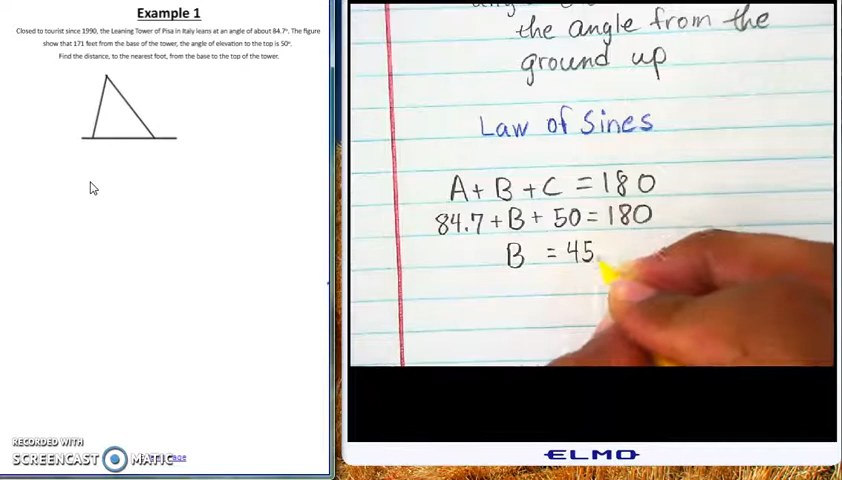 Example 1
Closed to tourist since 1990, the Leaning Tower of Pisa in Italy leans at an angle of about 84.7º. The figure
show that 171 feet from the base of the tower, the angle of elevation to the top is 50º.
Find the distance, to the nearest foot, from the base to the top of the tower.
RECORDED WITH
SCREENCAST MATIC
the angle from the
ground up
Law of Sines
A + B + C = 180
84.7 + B + 50 = 180
B = 45.
ELMO